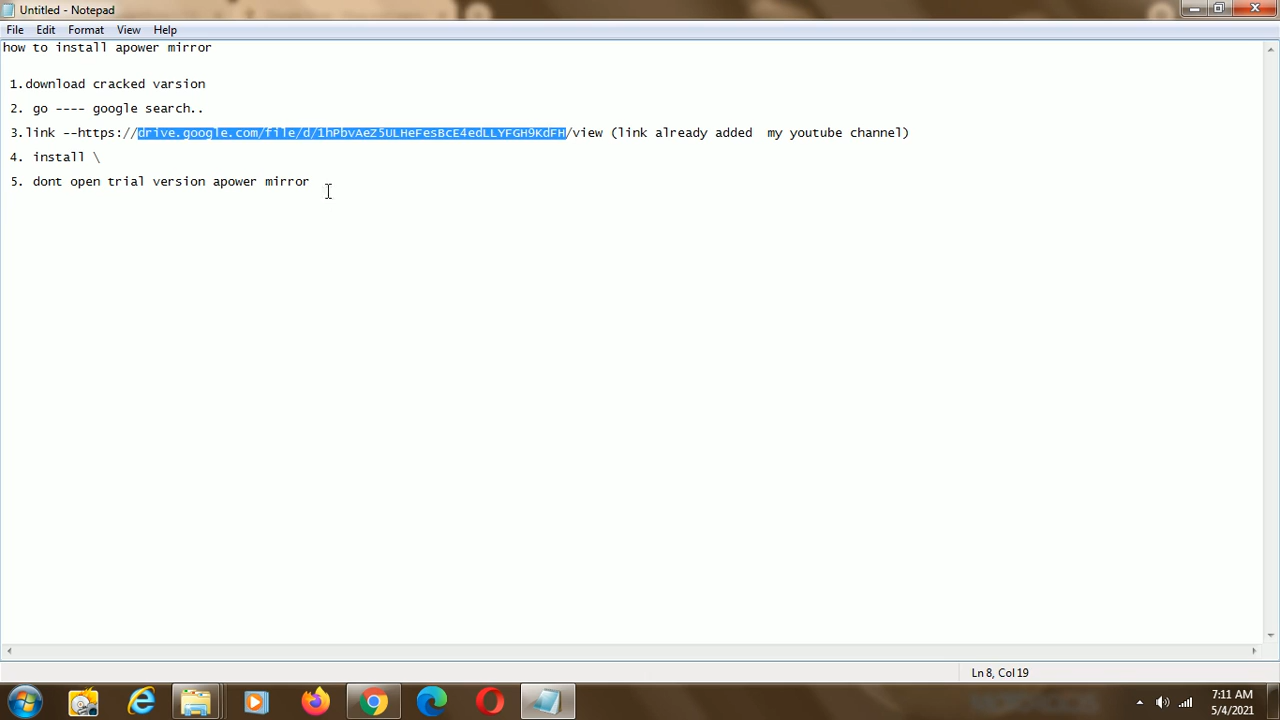 Untitled - Notepad
File Edit Format View Help
how to install apower mirror
1.download cracked varsion
2. go ---- google search..
3.link --https://drive.google.com/file/d/1hPbvAeZ5ULHeFesBcE4edLLYFGH9KdFH/view (link already added my youtube channel)
4. install \
5. dont open trial version apower mirror
Ln 8, Col 19
7:11 AM
5/4/2021